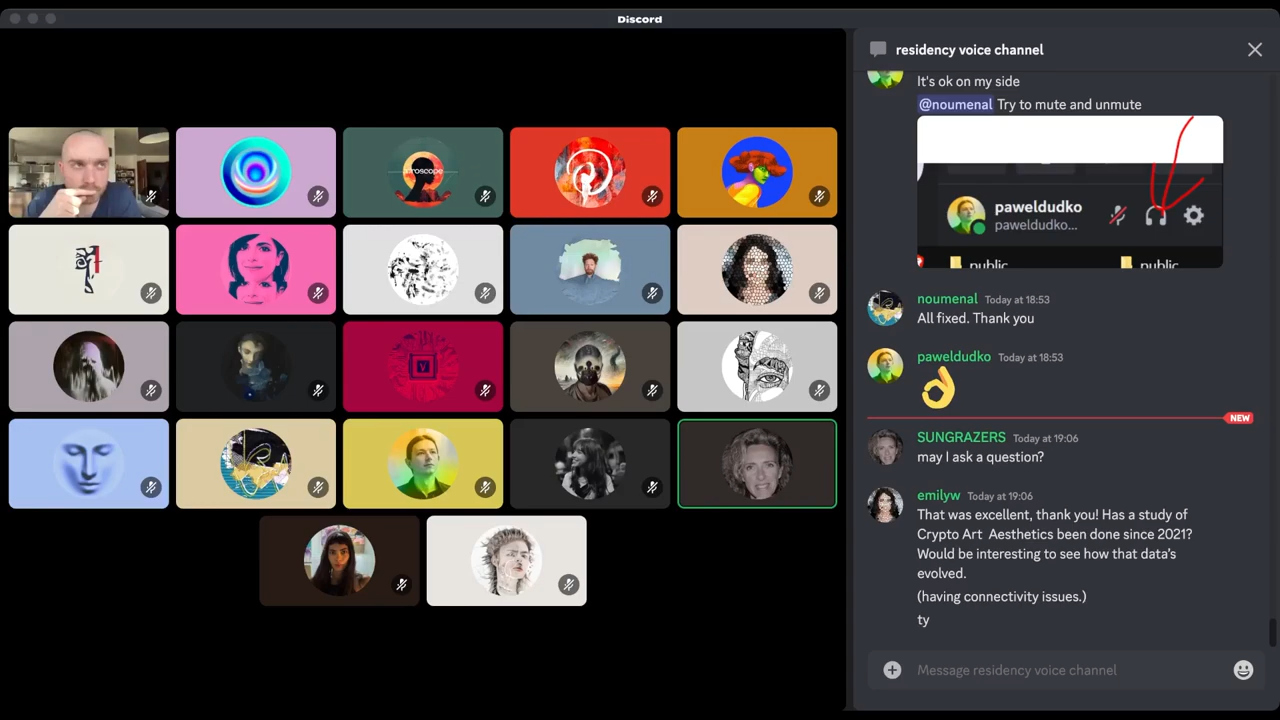 Discord
residency voice channel
It's ok on my side
@noumenal Try to mute and unmute
paweldudko
paweldudko...
public
public
noumenal Today at 18:53
All fixed. Thank you
paweldudko Today at 18:53
NEW
SUNGRAZERS Today at 19:06
may I ask a question?
emilyw Today at 19:06
That was excellent, thank you! Has a study of
Crypto Art Aesthetics been done since 2021?
Would be interesting to see how that data's
evolved.
(having connectivity issues.)
ty
Message residency voice channel
V